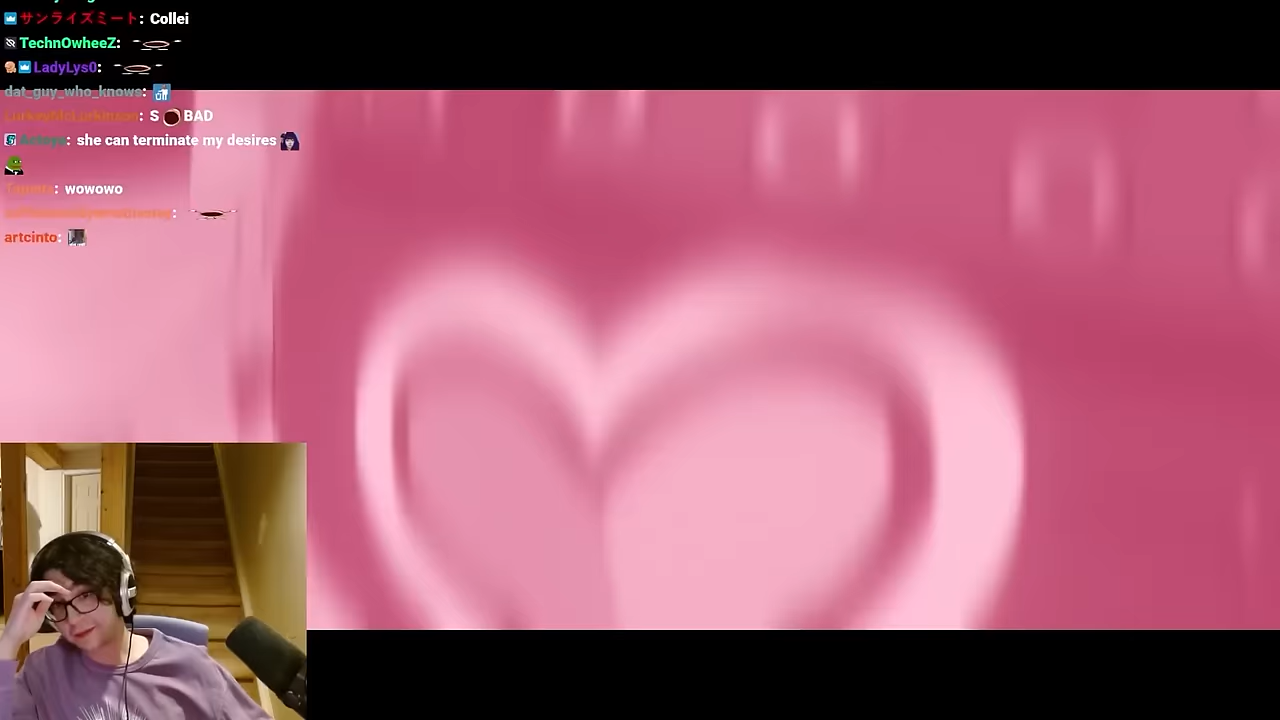 サンライズミート: Collei
TechnOwheeZ:
LadyLys0:
dat_guy_who_knows:
LurkeyMcLurkinson: S BAD
: she can terminate my desires
: wowowo
artcinto: